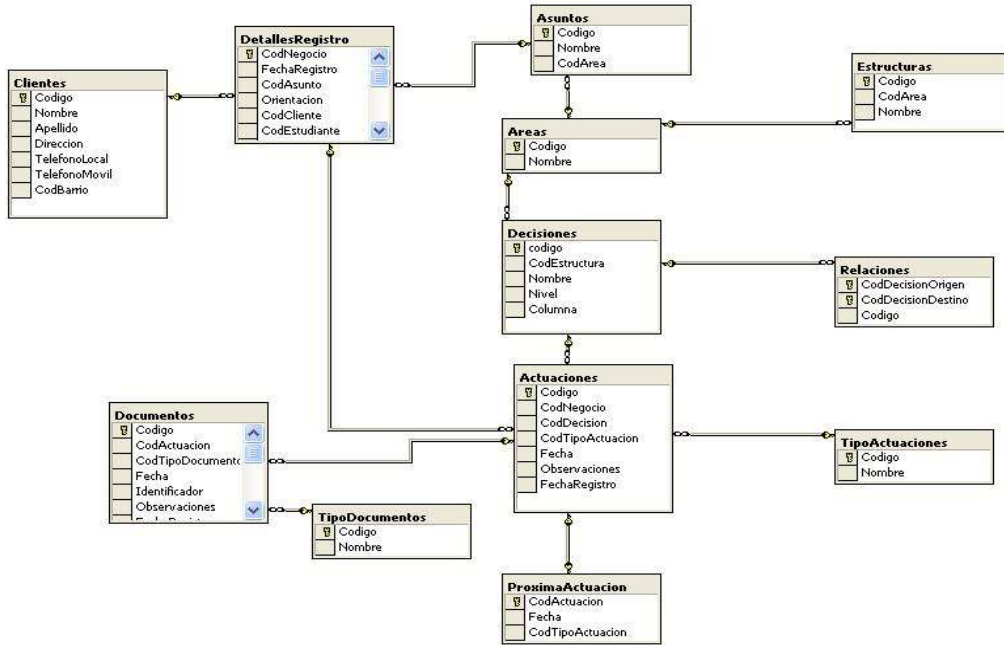 Clientes
Codigo
Nombre
Apellido
Direccion
TelefonoLocal
TelefonoMovil
CodBarrio
DetallesRegistro
CodNegocio
FechaRegistro
CodAsunto
Orientacion
CodCliente
CodEstudiante
Asuntos
Codigo
Nombre
CodArea
Estructuras
Codigo
CodArea
Nombre
Areas
Codigo
Nombre
Decisiones
codigo
CodEstructura
Nombre
Nivel
Columna
Relaciones
CodDecisionOrigen
CodDecisionDestino
Codigo
Actuaciones
Codigo
CodNegocio
CodDecision
CodTipoActuacion
Fecha
Observaciones
FechaRegistro
Documentos
Codigo
CodActuacion
CodTipoDocumento
Fecha
Identificador
Observaciones
TipoDocumentos
Codigo
Nombre
TipoActuaciones
Codigo
Nombre
ProximaActuacion
CodActuacion
Fecha
CodTipoActuacion